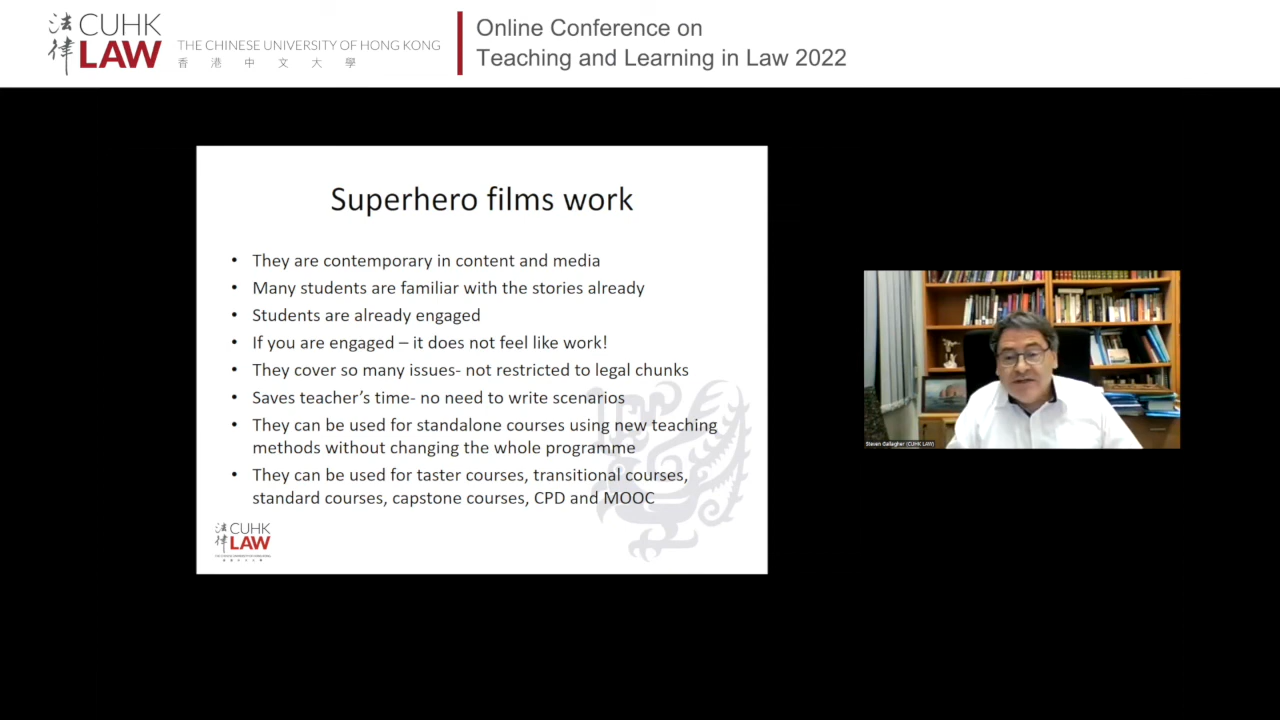 法律
CUHK
LAW
THE CHINESE UNIVERSITY OF HONG KONG
香港中文大學
Online Conference on
Teaching and Learning in Law 2022
Superhero films work
• They are contemporary in content and media
• Many students are familiar with the stories already
• Students are already engaged
• If you are engaged – it does not feel like work!
• They cover so many issues- not restricted to legal chunks
• Saves teacher’s time- no need to write scenarios
• They can be used for standalone courses using new teaching
methods without changing the whole programme
• They can be used for taster courses, transitional courses,
standard courses, capstone courses, CPD and MOOC
法律
CUHK
LAW
Steven Gallagher (CUHK LAW)